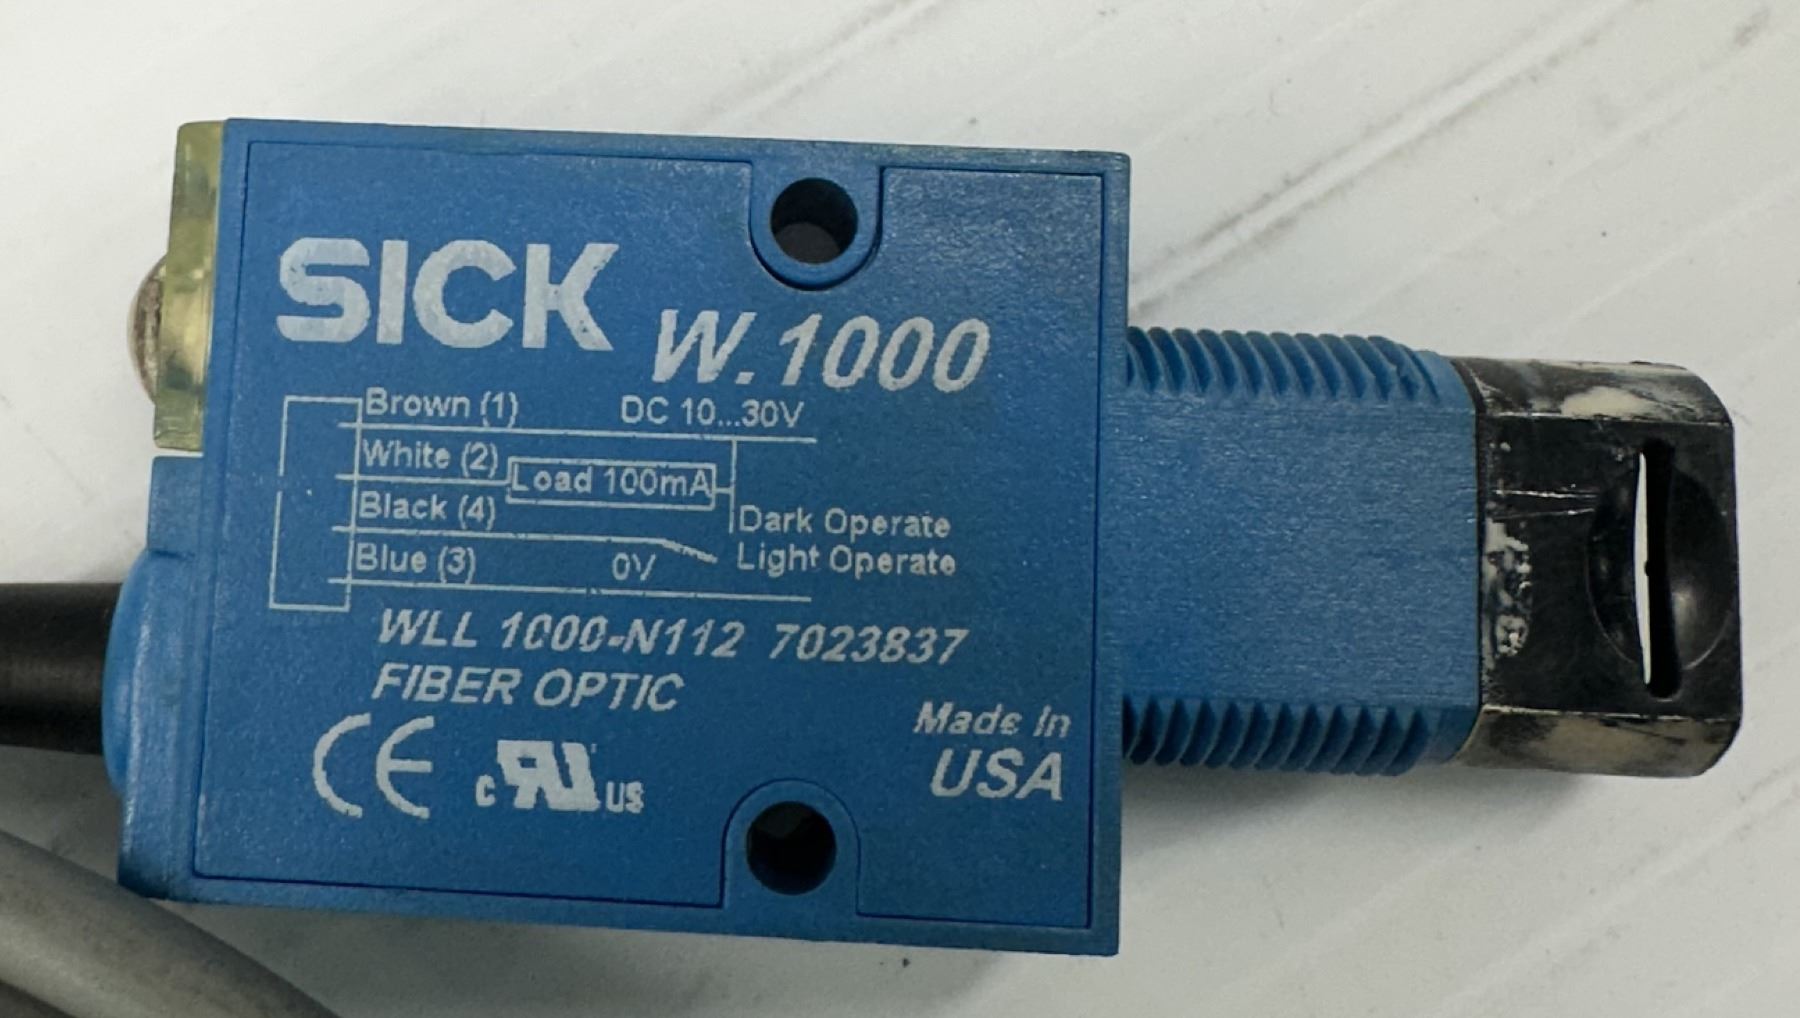 SICK W.1000
Brown (1) DC 10...30V
White (2) Load 100mA
Black (4) Dark Operate
Light Operate
Blue (3) 0V
WLL 1000-N112 7023837
FIBER OPTIC
Made In
USA
CE c RU US